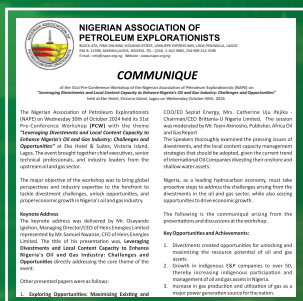 NIGERIAN ASSOCIATION OF
PETROLEUM EXPLORATIONISTS
COMMUNIQUE
of the 31st Pre-Conference Workshop of the Nigerian Association of Petroleum Explorationists (NAPE) on
"Leveraging Divestments and Local Content Capacity to Enhance Nigeria's Oil and Gas Industry: Challenges and Opportunities"
held at Hotel, Victoria Island, Lagos on Wednesday October 30th, 2024.
The Nigerian Association of Petroleum Explorationists
(NAPE) on Wednesday 30th of October 2024 held its 31st
Pre-Conference Workshop (PCW) with the theme
"Leveraging Divestments and Local Content Capacity to
Enhance Nigeria's Oil and Gas Industry: Challenges and
Opportunities" at the Hotel & Suites, Victoria Island,
Lagos. The event brought together chief executives, senior
technical professionals, and industry leaders from the
upstream oil and gas sector.
The major objective of the workshop was to bring global
perspectives and industry expertise to the forefront to
tackle divestment challenges, unlock opportunities, and
propel economic growth in Nigeria's oil and gas industry.
Keynote Address
The keynote address was delivered by Mr. Osayande
Igiehon, Managing Director/CEO of Heirs Energies Limited
represented by Mr. Samuel Nwanze, CFO of Heirs Energies
Limited. The title of his presentation was, Leveraging
Divestments and Local Content Capacity to Enhance
Nigeria's Oil and Gas Industry: Challenges and
Opportunities directly addressing the core theme of the
event.
Other presented papers were as follows:
1. Exploring Opportunities: Maximizing Existing and
COO/ED Seplat Energy, Mrs. Catherine Uju Ifejika -
Chairman/CEO Brittania-U Nigeria Limited. The session
was moderated by Mr. Toyin Akinosho, Publisher, Africa Oil
and Gas Report
The Speakers thoroughly examined the pressing issues of
divestments, and the local content capacity management
strategies that should be adopted, given the current trend
of International Oil Companies divesting their onshore and
shallow water assets.
Nigeria, as a leading hydrocarbon economy, must take
proactive steps to address the challenges arising from the
divestments in the oil and gas sector, while also seizing
opportunities to drive economic growth.
The following is the communiqué arising from the
presentations and discussions at the workshop.
Key Opportunities and Achievements:
1. Divestments created opportunities for unlocking and
maximizing the resource potential of oil and gas
assets.
2. Growth in indigenous E&P companies to over 50,
thereby increasing indigenous participation and
management of oil and gas assets in Nigeria.
3. Increase in gas production and utilization of gas as a
major power generation source for the nation.